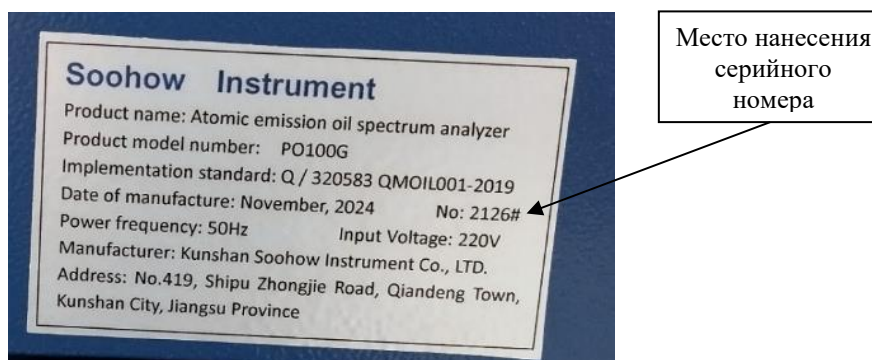 Soohow Instrument
Product name: Atomic emission oil spectrum analyzer
Product model number: PO100G
Implementation standard: Q / 320583 QMOIL001-2019
Date of manufacture: November, 2024 No: 2126#
Power frequency: 50Hz Input Voltage: 220V
Manufacturer: Kunshan Soohow Instrument Co., LTD.
Address: No.419, Shipu Zhongjie Road, Qiandeng Town,
Kunshan City, Jiangsu Province
Место нанесения
серийного
номера